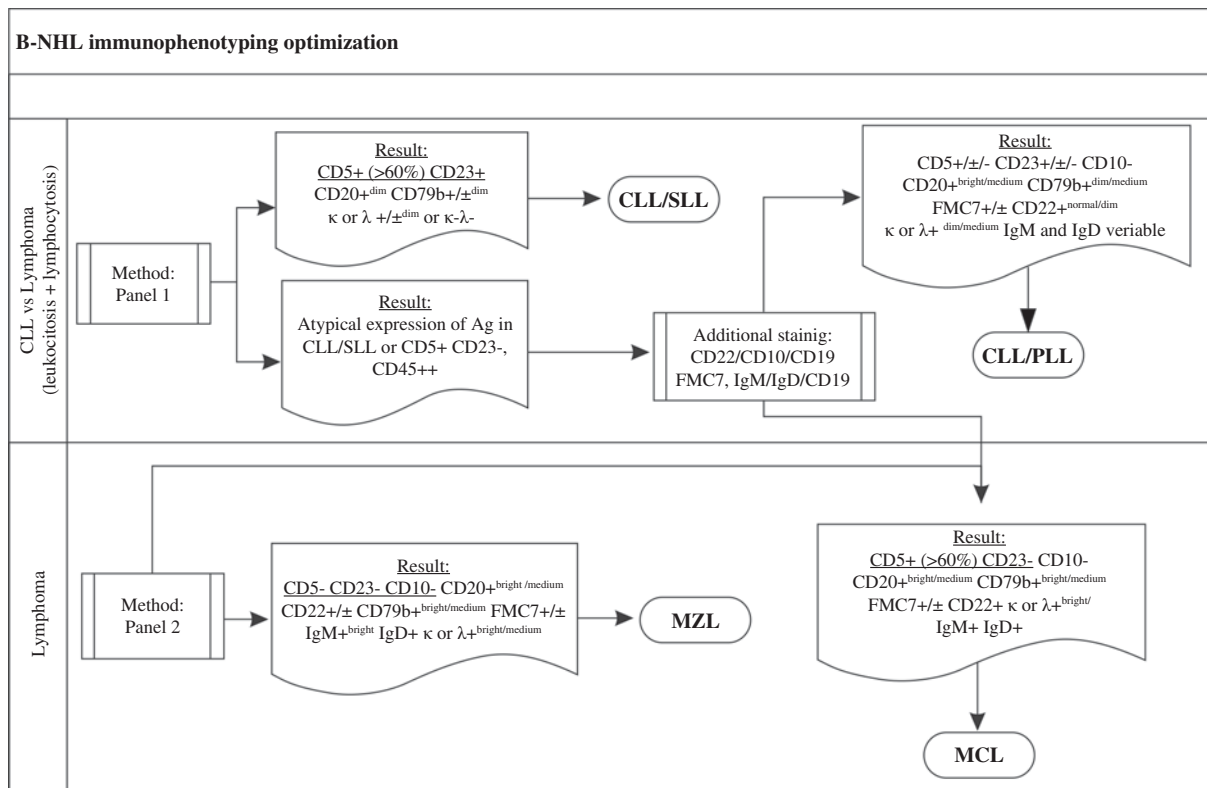 B-NHL immunophenotyping optimization
CLL vs Lymphoma
(leukocitosis + lymphocytosis)
Method:
Panel 1
Result:
CD5+ (>60%) CD23+
CD20+dim CD79b+/±dim
κ or λ +/±dim or κ-λ-
CLL/SLL
Result:
Atypical expression of Ag in
CLL/SLL or CD5+ CD23-,
CD45++
Additional stainig:
CD22/CD10/CD19
FMC7, IgM/IgD/CD19
Result:
CD5+/±/- CD23+/±/- CD10-
CD20+bright/medium CD79b+dim/medium
FMC7+/± CD22+normal/dim
κ or λ+ dim/medium IgM and IgD veriable
CLL/PLL
Lymphoma
Method:
Panel 2
Result:
CD5- CD23- CD10- CD20+bright /medium
CD22+/± CD79b+bright/medium FMC7+/±
IgM+bright IgD+ κ or λ+bright/medium
MZL
Result:
CD5+ (>60%) CD23- CD10-
CD20+bright/medium CD79b+bright/medium
FMC7+/± CD22+ κ or λ+bright/
IgM+ IgD+
MCL